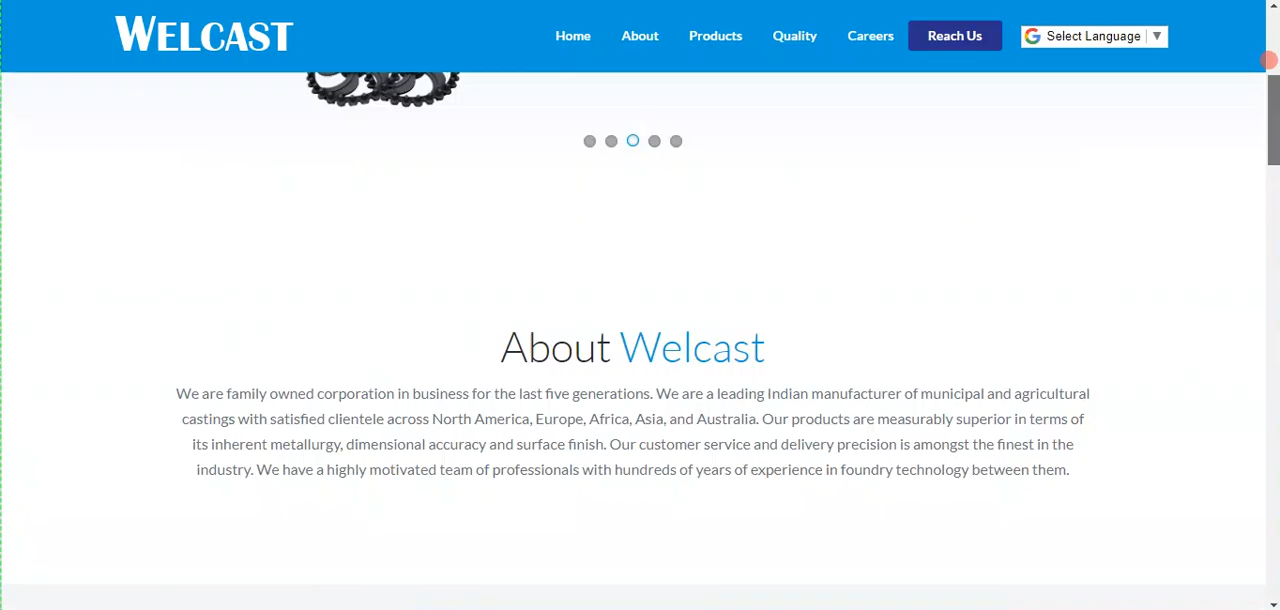 WELCAST
Home About Products Quality Careers Reach Us Select Language ▼
About Welcast
We are family owned corporation in business for the last five generations. We are a leading Indian manufacturer of municipal and agricultural
castings with satisfied clientele across North America, Europe, Africa, Asia, and Australia. Our products are measurably superior in terms of
its inherent metallurgy, dimensional accuracy and surface finish. Our customer service and delivery precision is amongst the finest in the
industry. We have a highly motivated team of professionals with hundreds of years of experience in foundry technology between them.